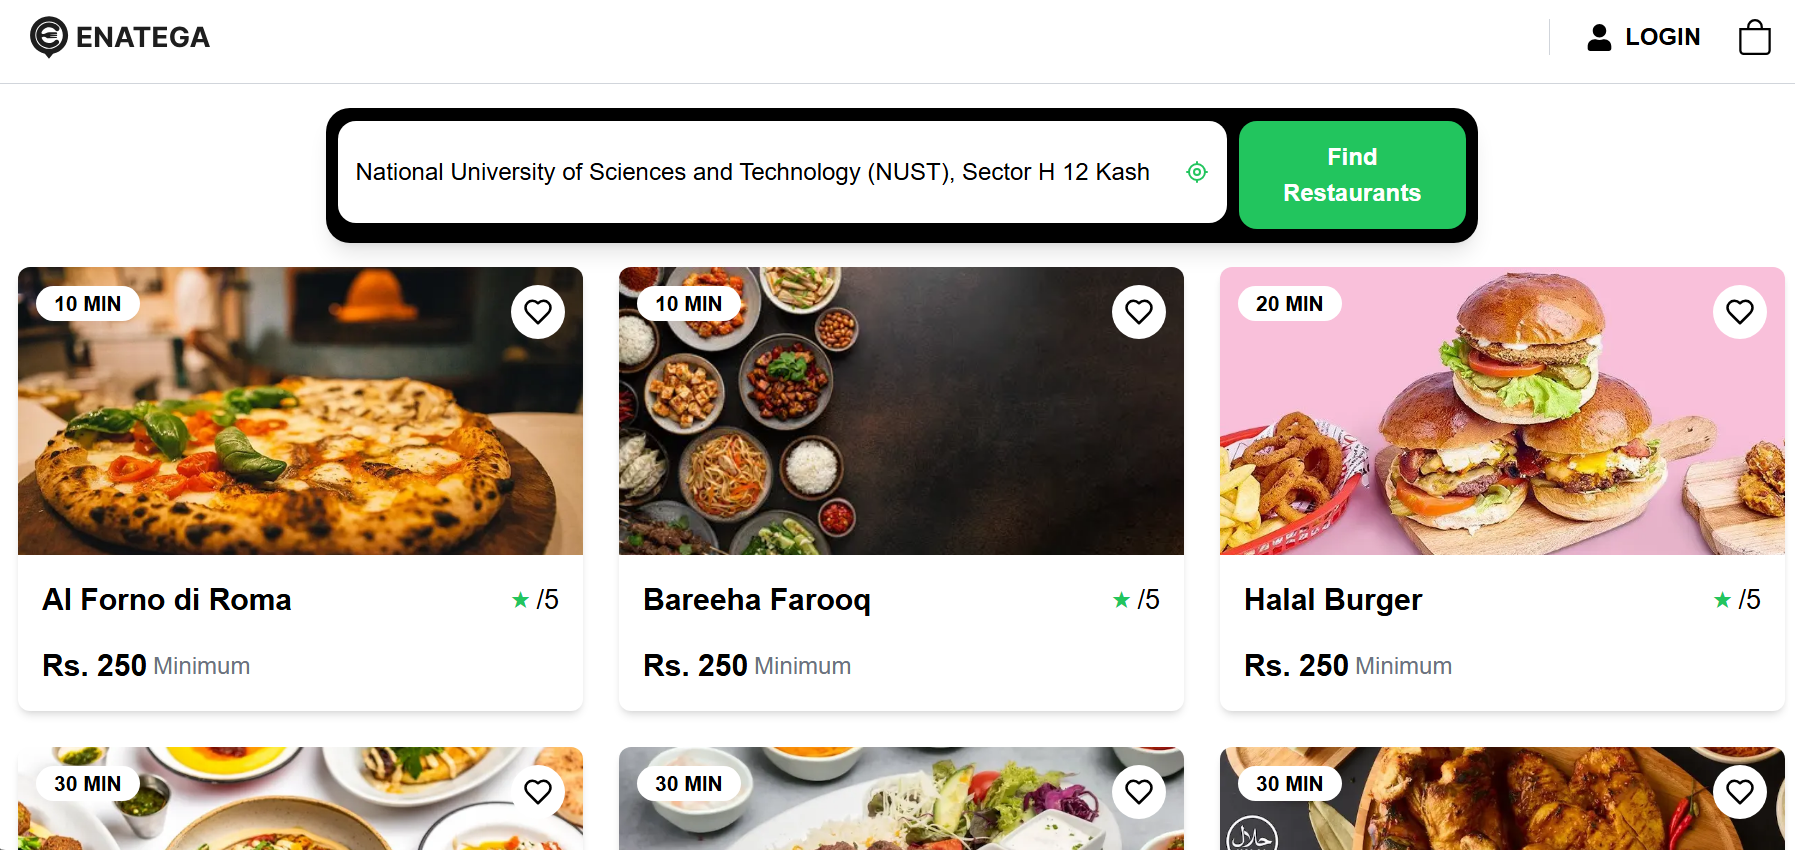 ENATEGA
LOGIN
National University of Sciences and Technology (NUST), Sector H 12 Kash
Find
Restaurants
10 MIN
10 MIN
20 MIN
Al Forno di Roma
★ /5
Bareeha Farooq
★ /5
Halal Burger
★ /5
Rs. 250 Minimum
Rs. 250 Minimum
Rs. 250 Minimum
30 MIN
30 MIN
30 MIN
حلال